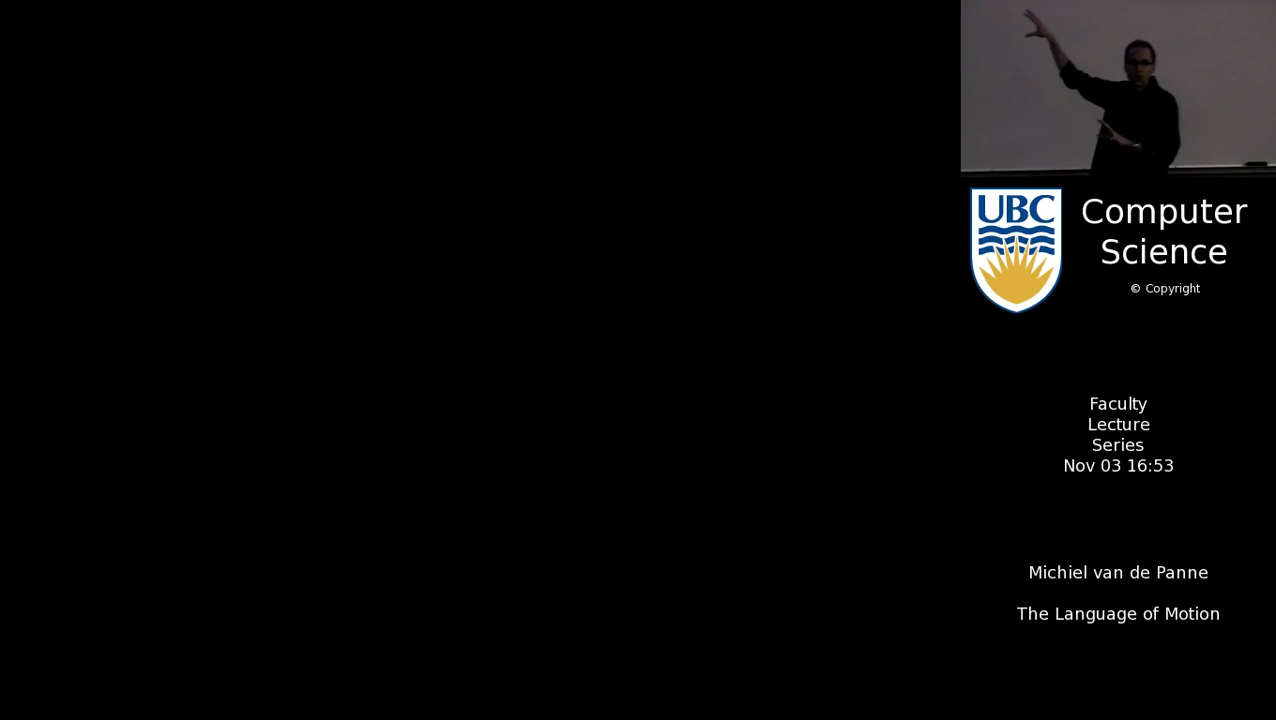 UBC
Computer
Science
© Copyright
Faculty
Lecture
Series
Nov 03 16:53
Michiel van de Panne
The Language of Motion